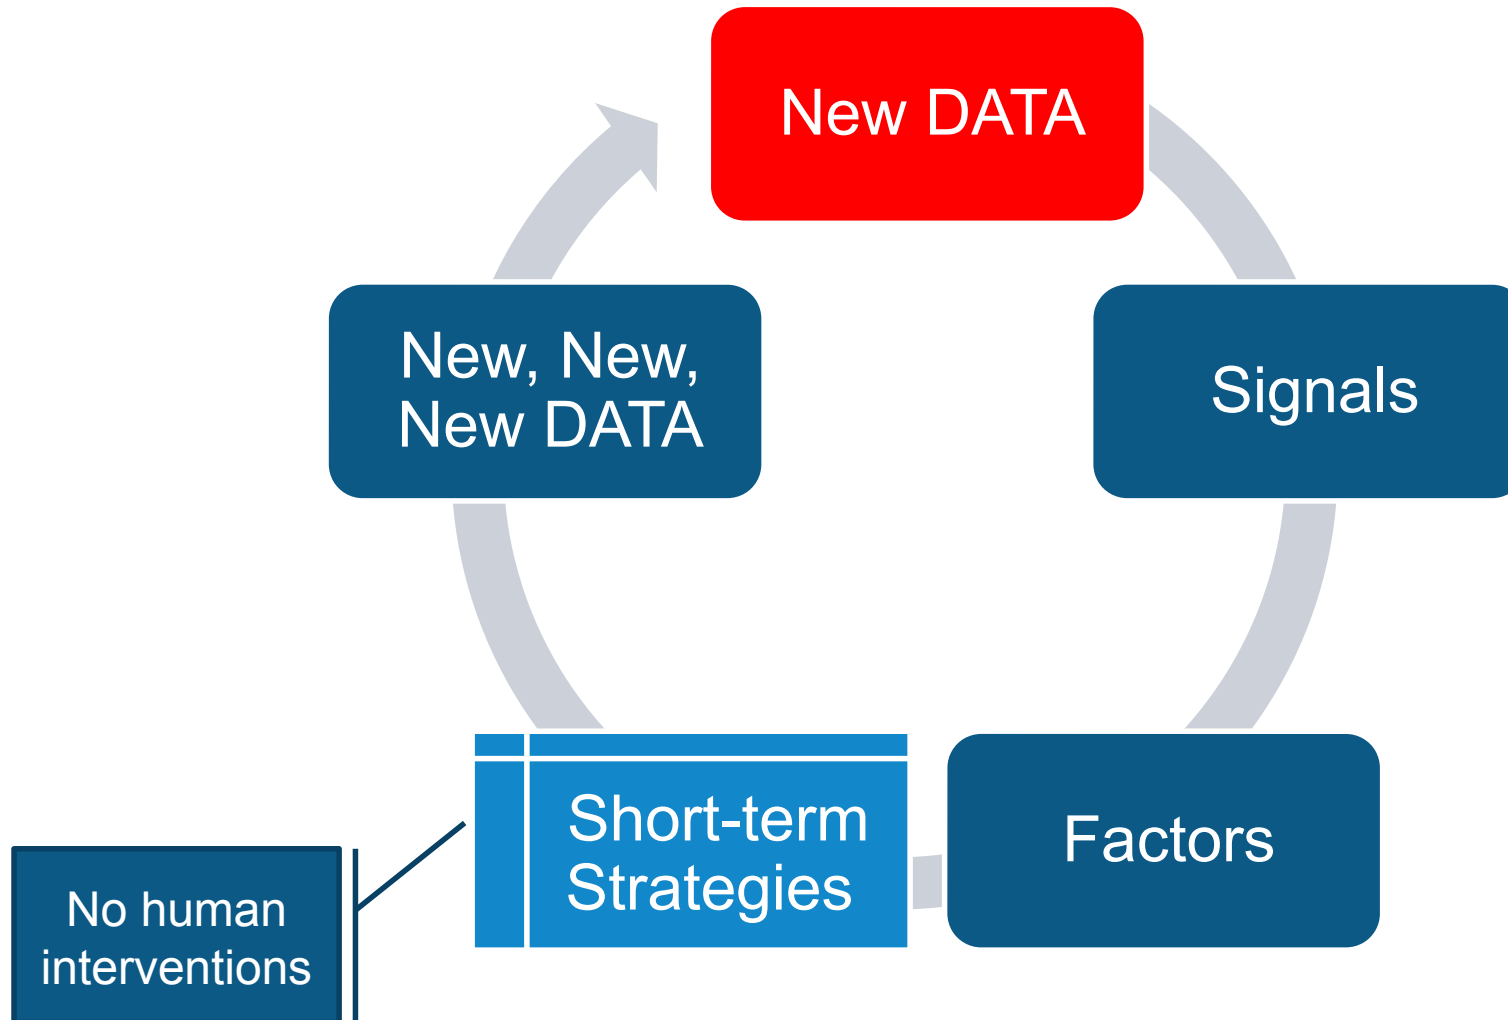 New DATA
Signals
Factors
Short-term
Strategies
New, New,
New DATA
No human
interventions